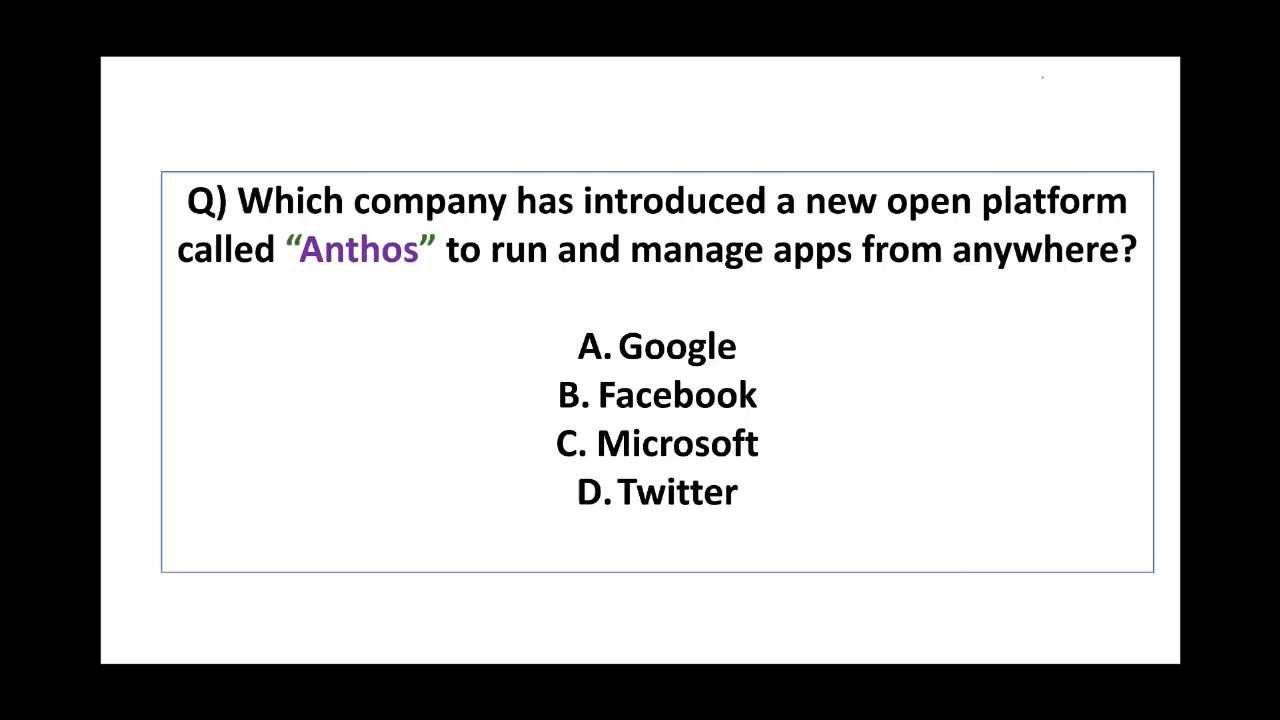 Q) Which company has introduced a new open platform
called “Anthos” to run and manage apps from anywhere?
A. Google
B. Facebook
C. Microsoft
D. Twitter